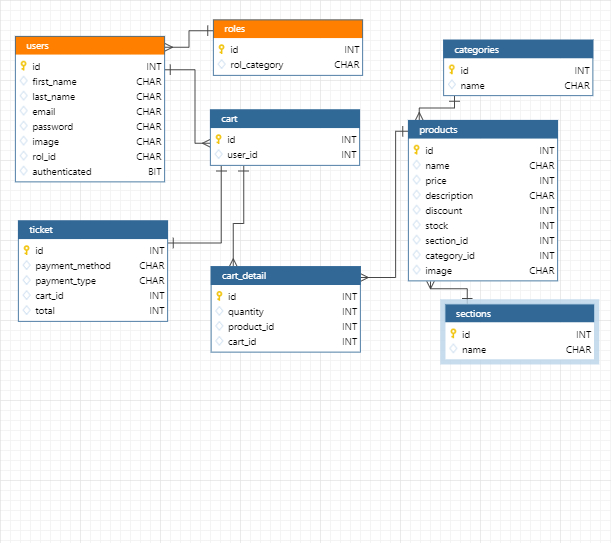 users
id INT
first_name CHAR
last_name CHAR
email CHAR
password CHAR
image CHAR
rol_id CHAR
authenticated BIT
roles
id INT
rol_category CHAR
categories
id INT
name CHAR
cart
id INT
user_id INT
products
id INT
name CHAR
price INT
description CHAR
discount INT
stock INT
section_id INT
category_id INT
image CHAR
ticket
id INT
payment_method CHAR
payment_type CHAR
cart_id INT
total INT
cart_detail
id INT
quantity INT
product_id INT
cart_id INT
sections
id INT
name CHAR